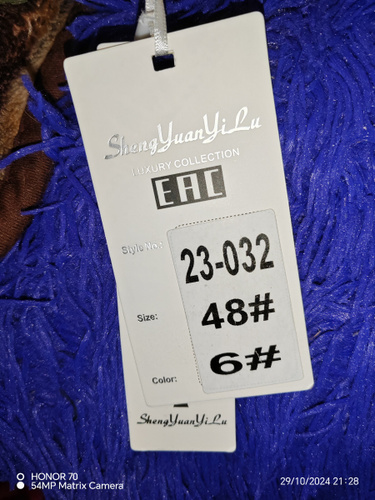 ShengYuanYiLu
LUXURY COLLECTION
EAC
Style No.: 23-032
Size: 48#
Color: 6#
ShengYuanYiLu
HONOR 70
54MP Matrix Camera
29/10/2024 21:28